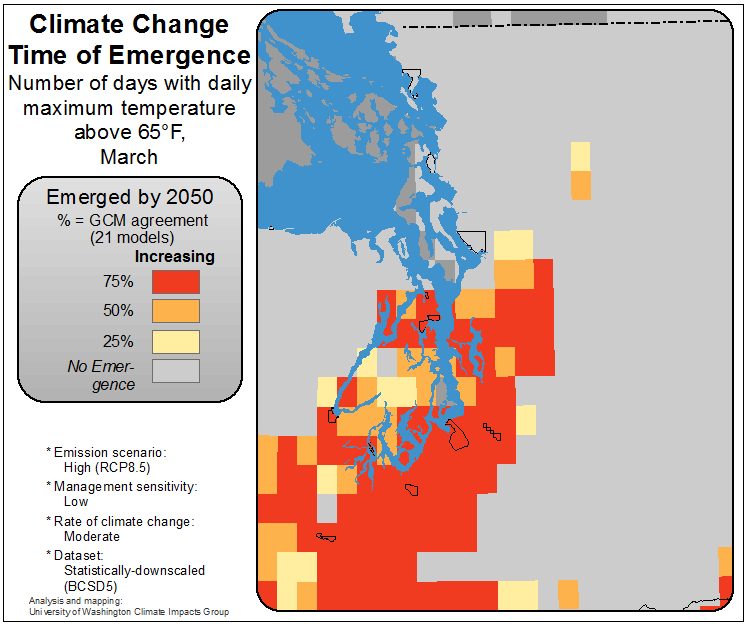 Climate Change
Time of Emergence
Number of days with daily
maximum temperature
above 65°F,
March
Emerged by 2050
% = GCM agreement
(21 models)
Increasing
75%
50%
25%
No Emer-
gence
* Emission scenario:
High (RCP8.5)
* Management sensitivity:
Low
* Rate of climate change:
Moderate
* Dataset:
Statistically-downscaled
(BCSD5)
Analysis and mapping:
University of Washington Climate Impacts Group